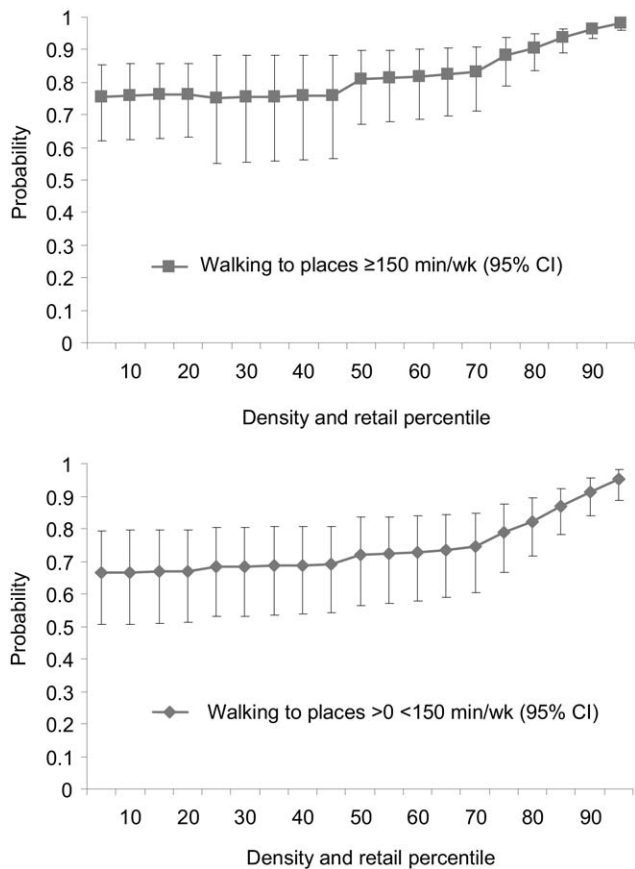 1
0.9
0.8
0.7
0.6
0.5
0.4
0.3
0.2
0.1
0
Probability
Walking to places ≥150 min/wk (95% CI)
10 20 30 40 50 60 70 80 90
Density and retail percentile
1
0.9
0.8
0.7
0.6
0.5
0.4
0.3
0.2
0.1
0
Probability
Walking to places >0 <150 min/wk (95% CI)
10 20 30 40 50 60 70 80 90
Density and retail percentile